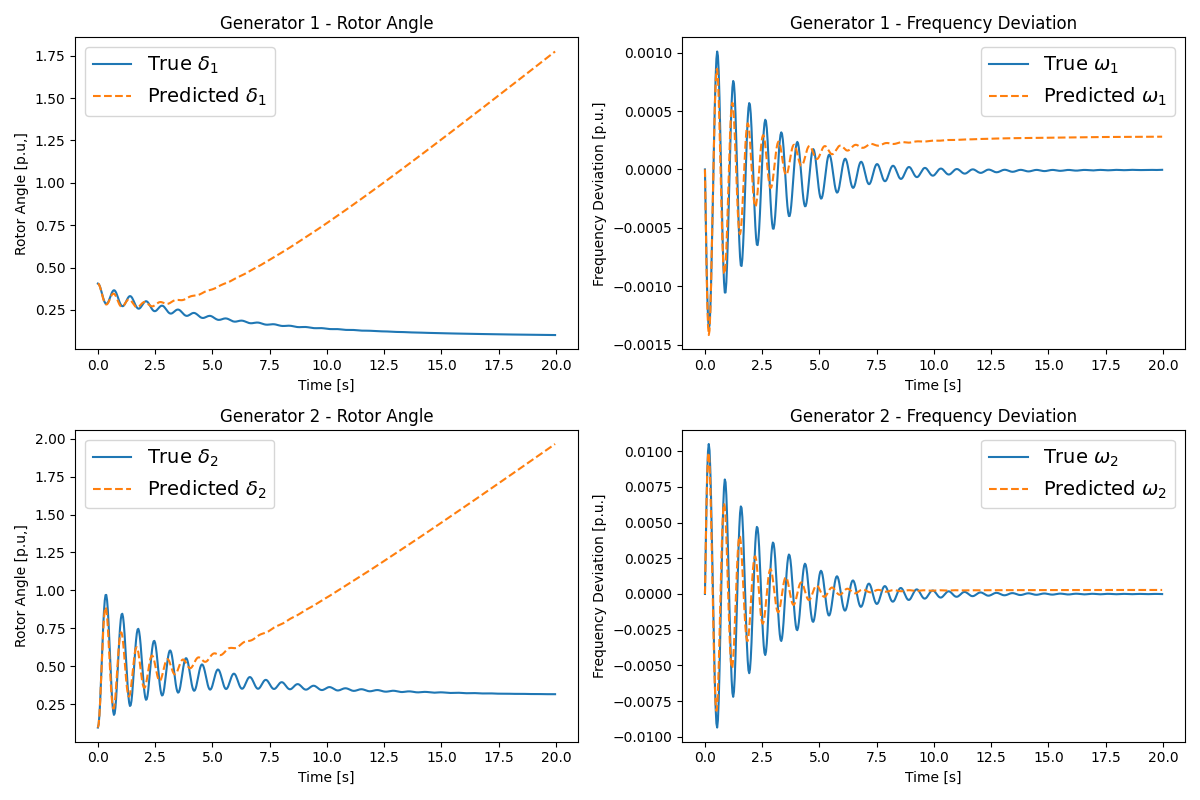 Generator 1 - Rotor Angle
Rotor Angle [p.u,]
1.75
1.50
1.25
1.00
0.75
0.50
0.25
True δ₁
Predicted δ₁
0.0 2.5 5.0 7.5 10.0 12.5 15.0 17.5 20.0
Time [s]
Generator 1 - Frequency Deviation
Frequency Deviation [p.u.]
0.0010
0.0005
0.0000
−0.0005
−0.0010
−0.0015
True ω₁
Predicted ω₁
0.0 2.5 5.0 7.5 10.0 12.5 15.0 17.5 20.0
Time [s]
Generator 2 - Rotor Angle
Rotor Angle [p.u,]
2.00
1.75
1.50
1.25
1.00
0.75
0.50
0.25
True δ₂
Predicted δ₂
0.0 2.5 5.0 7.5 10.0 12.5 15.0 17.5 20.0
Time [s]
Generator 2 - Frequency Deviation
Frequency Deviation [p.u.]
0.0100
0.0075
0.0050
0.0025
0.0000
−0.0025
−0.0050
−0.0075
−0.0100
True ω₂
Predicted ω₂
0.0 2.5 5.0 7.5 10.0 12.5 15.0 17.5 20.0
Time [s]